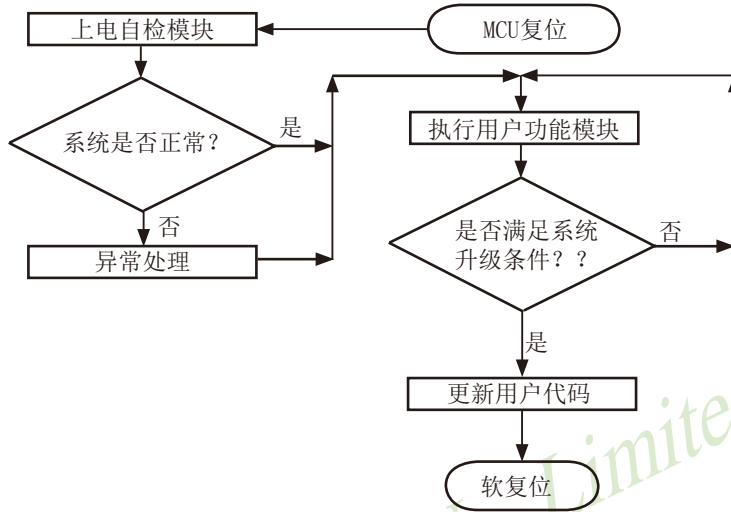 上电自检模块
MCU复位
系统是否正常？
是
否
异常处理
执行用户功能模块
是否满足系统
升级条件？？
否
是
更新用户代码
软复位
Limite